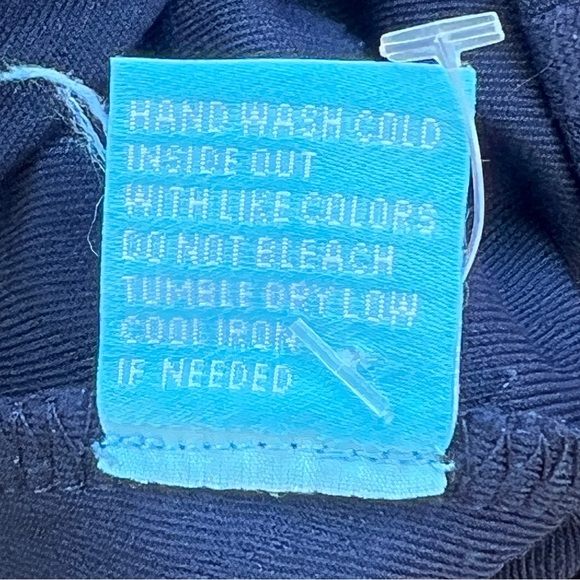 HAND WASH COLD
INSIDE OUT
WITH LIKE COLORS
DO NOT BLEACH
TUMBLE DRY LOW
COOL IRON
IF NEEDED